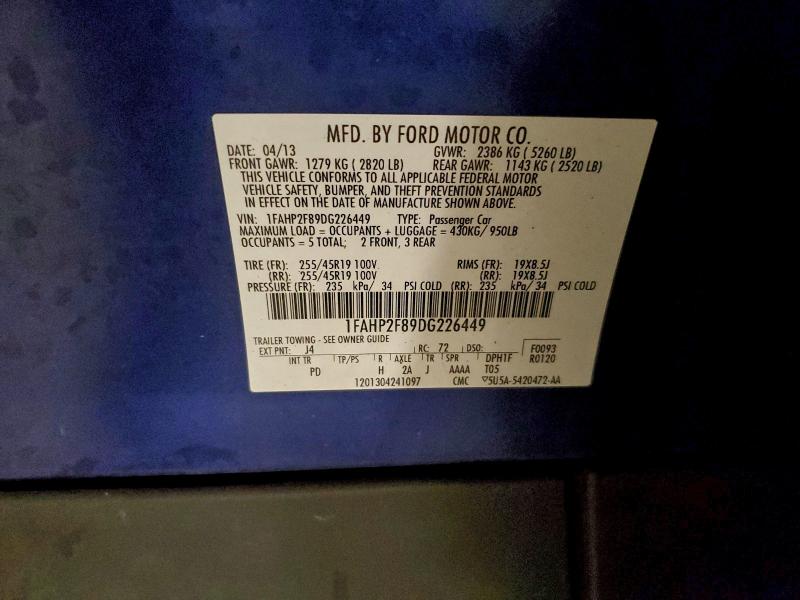 MFD. BY FORD MOTOR CO.
DATE: 04/13 GVWR: 2386 KG ( 5260 LB)
FRONT GAWR: 1279 KG ( 2820 LB) REAR GAWR: 1143 KG ( 2520 LB)
THIS VEHICLE CONFORMS TO ALL APPLICABLE FEDERAL MOTOR
VEHICLE SAFETY, BUMPER, AND THEFT PREVENTION STANDARDS
IN EFFECT ON THE DATE OF MANUFACTURE SHOWN ABOVE.
VIN: 1FAHP2F89DG226449 TYPE: Passenger Car
MAXIMUM LOAD = OCCUPANTS + LUGGAGE = 430KG/ 950LB
OCCUPANTS = 5 TOTAL; 2 FRONT, 3 REAR
TIRE (FR): 255/45R19 100V RIMS (FR): 19X8.5J
(RR): 255/45R19 100V (RR): 19X8.5J
PRESSURE (FR): 235 kPa/ 34 PSI COLD (RR): 235 kPa/ 34 PSI COLD
1FAHP2F89DG226449
TRAILER TOWING - SEE OWNER GUIDE
EXT PNT: J4 RC: 72 DSO: F0093
INT TR TP/PS R AXLE TR SPR DPH1F R0120
PD H 2A J AAAA T05
1201304241097 CMC ▽5U5A-5420472-AA